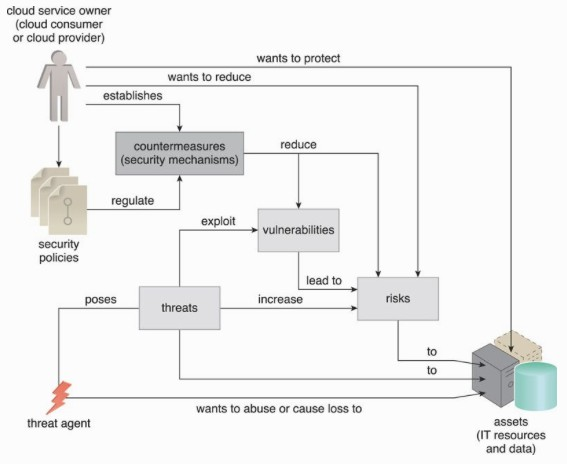 cloud service owner
(cloud consumer
or cloud provider)
wants to protect
wants to reduce
establishes
countermeasures
(security mechanisms)
reduce
regulate
security
policies
exploit
vulnerabilities
lead to
poses
threats
increase
risks
to
to
wants to abuse or cause loss to
threat agent
assets
(IT resources
and data)